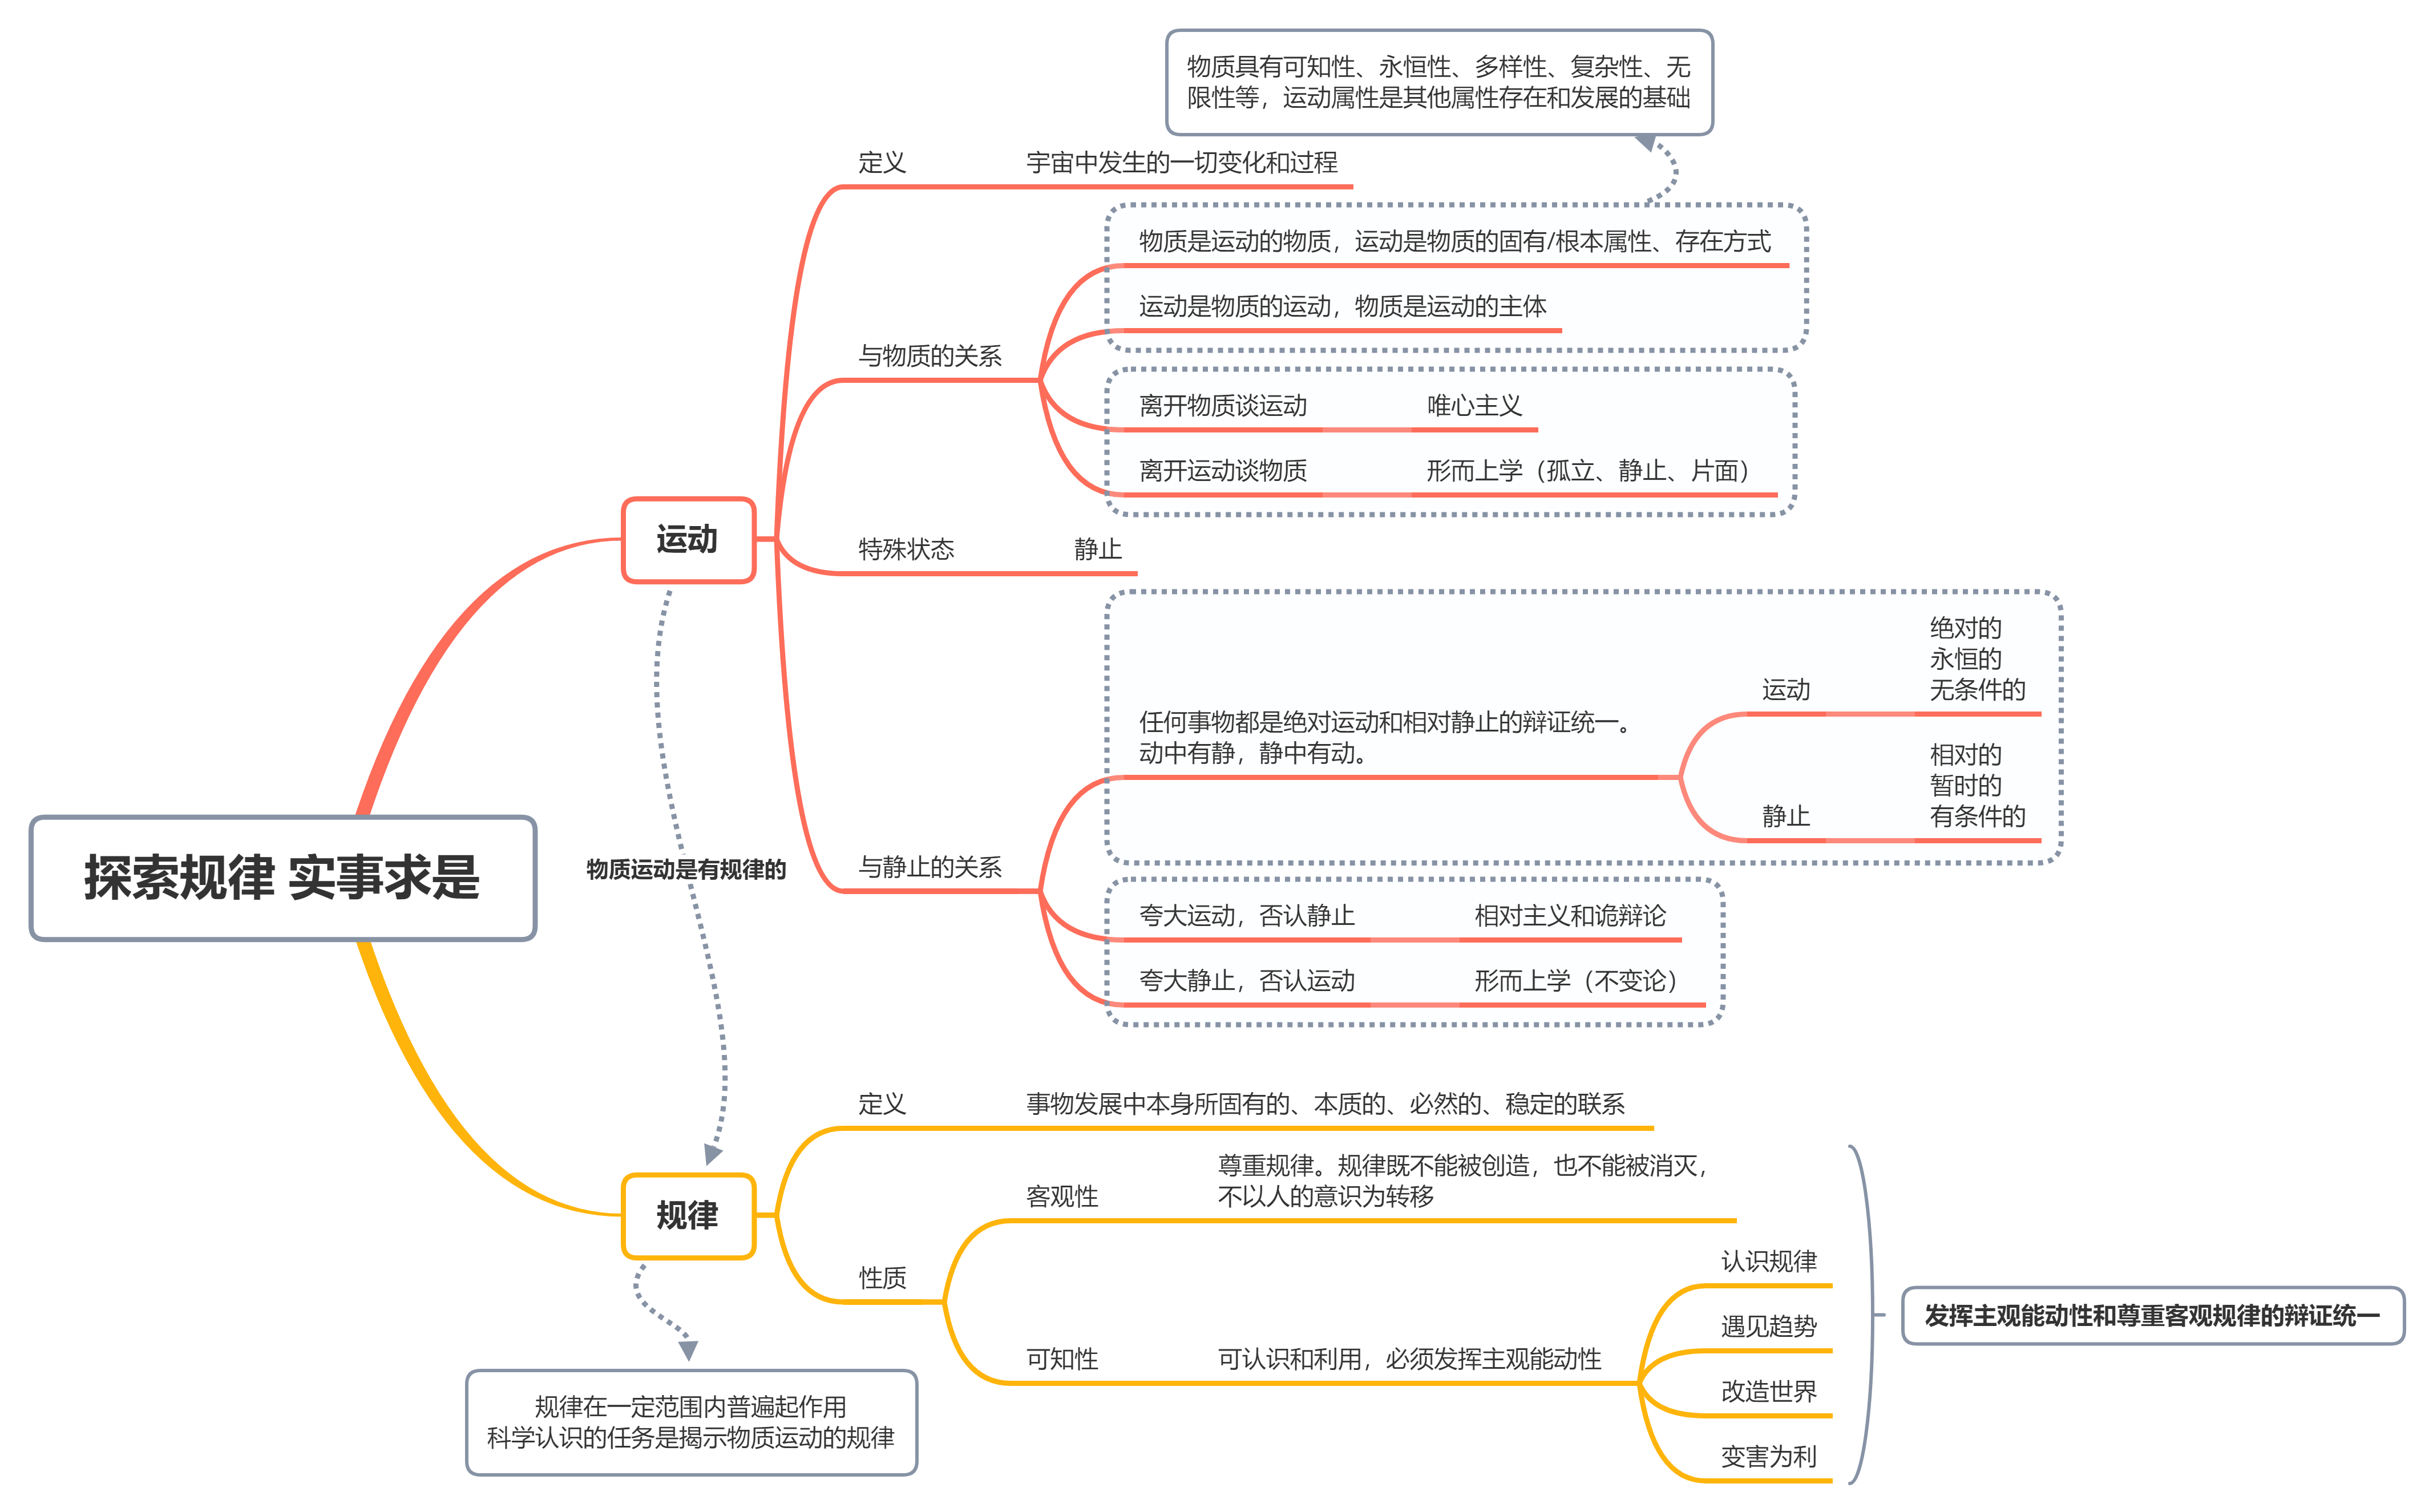 物质具有可知性、永恒性、多样性、复杂性、无
限性等，运动属性是其他属性存在和发展的基础
定义
宇宙中发生的一切变化和过程
物质是运动的物质，运动是物质的固有/根本属性、存在方式
运动是物质的运动，物质是运动的主体
与物质的关系
离开物质谈运动
唯心主义
离开运动谈物质
形而上学（孤立、静止、片面）
运动
特殊状态
静止
任何事物都是绝对运动和相对静止的辩证统一。
动中有静，静中有动。
运动
绝对的
永恒的
无条件的
静止
相对的
暂时的
有条件的
与静止的关系
夸大运动，否认静止
相对主义和诡辩论
夸大静止，否认运动
形而上学（不变论）
物质运动是有规律的
探索规律 实事求是
定义
事物发展中本身所固有的、本质的、必然的、稳定的联系
规律
性质
客观性
尊重规律。规律既不能被创造，也不能被消灭，
不以人的意识为转移
可知性
可认识和利用，必须发挥主观能动性
认识规律
遇见趋势
改造世界
变害为利
发挥主观能动性和尊重客观规律的辩证统一
规律在一定范围内普遍起作用
科学认识的任务是揭示物质运动的规律